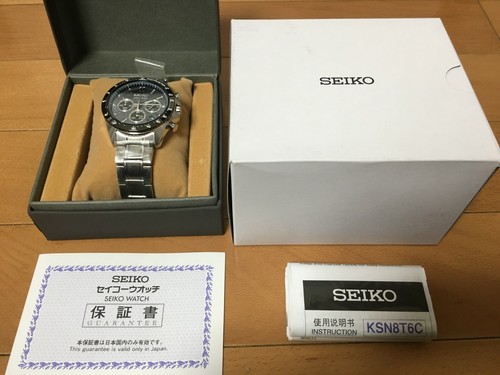 SEIKO
SEIKO
セイコーウオッチ
SEIKO WATCH
保証書
GUARANTEE
本保証書は日本国内のみ有効です。
This guarantee is valid only in Japan.
SEIKO
使用说明书
INSTRUCTION
KSN8T6C